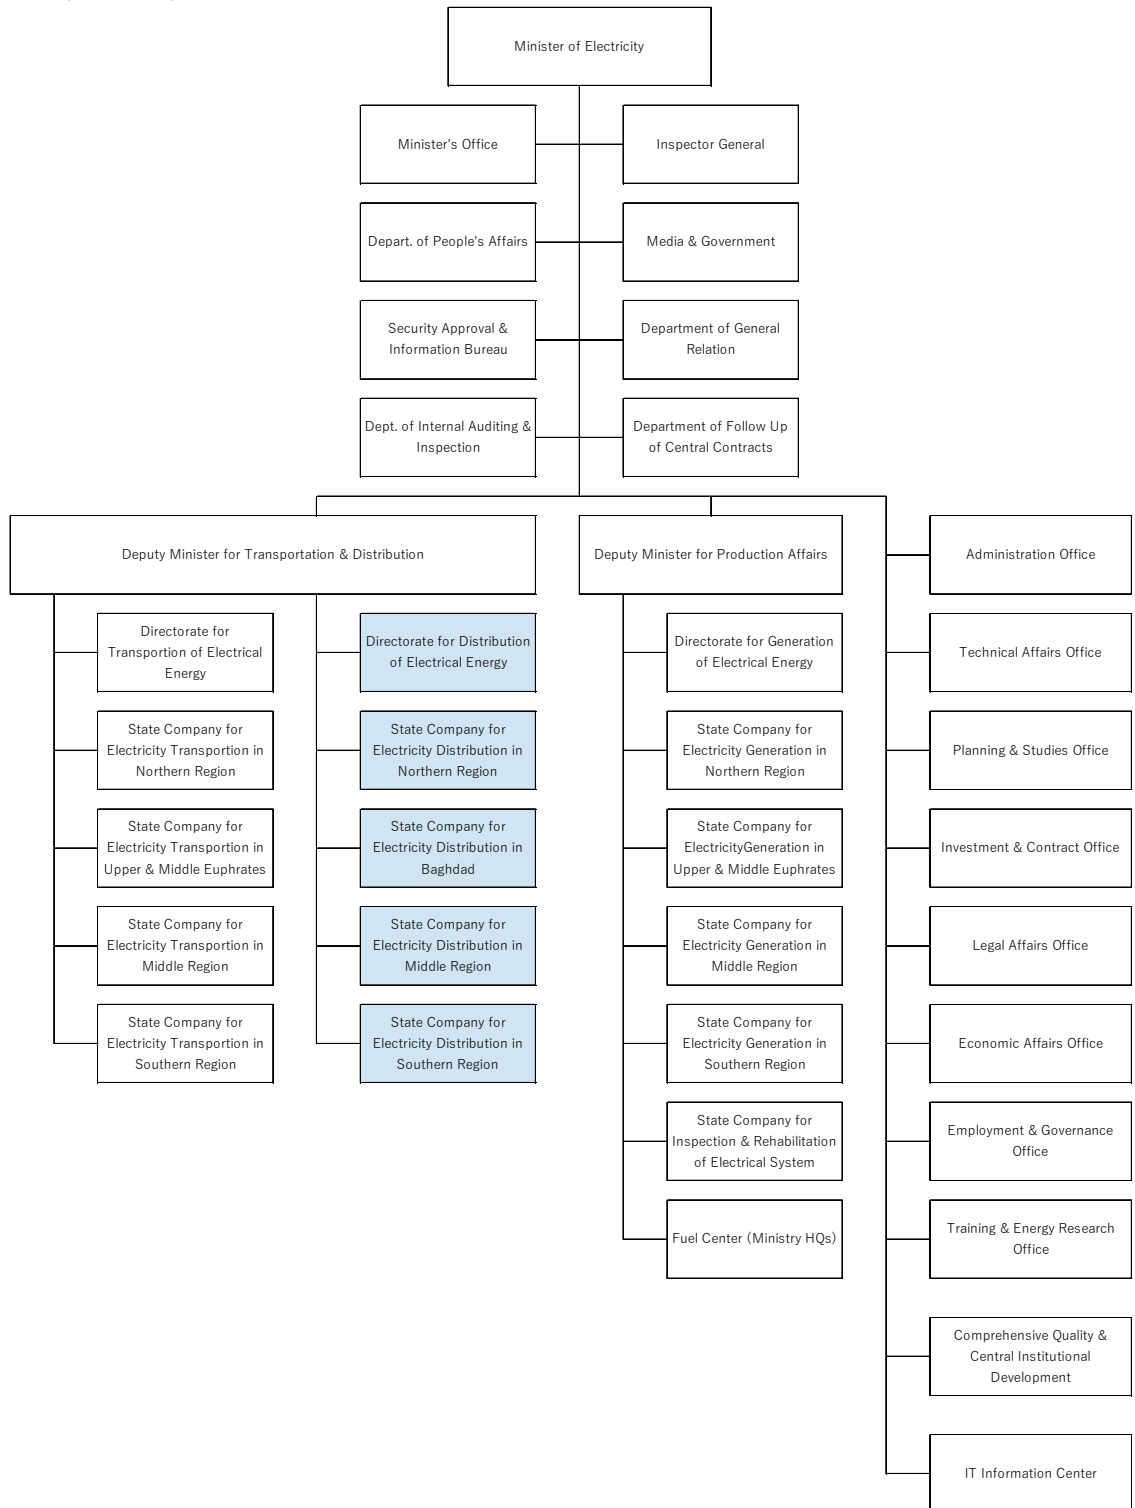 Minister of Electricity
Minister's Office
Inspector General
Depart. of People's Affairs
Media & Government
Security Approval &
Information Bureau
Department of General
Relation
Dept. of Internal Auditing &
Inspection
Department of Follow Up
of Central Contracts
Deputy Minister for Transportation & Distribution
Deputy Minister for Production Affairs
Administration Office
Directorate for
Transportion of Electrical
Energy
Directorate for Distribution
of Electrical Energy
Directorate for Generation
of Electrical Energy
Technical Affairs Office
State Company for
Electricity Transportion in
Northern Region
State Company for
Electricity Distribution in
Northern Region
State Company for
Electricity Generation in
Northern Region
Planning & Studies Office
State Company for
Electricity Transportion in
Upper & Middle Euphrates
State Company for
Electricity Distribution in
Baghdad
State Company for
ElectricityGeneration in
Upper & Middle Euphrates
Investment & Contract Office
State Company for
Electricity Transportion in
Middle Region
State Company for
Electricity Distribution in
Middle Region
State Company for
Electricity Generation in
Middle Region
Legal Affairs Office
State Company for
Electricity Transportion in
Southern Region
State Company for
Electricity Distribution in
Southern Region
State Company for
Electricity Generation in
Southern Region
Economic Affairs Office
State Company for
Inspection & Rehabilitation
of Electrical System
Employment & Governance
Office
Fuel Center (Ministry HQs)
Training & Energy Research
Office
Comprehensive Quality &
Central Institutional
Development
IT Information Center